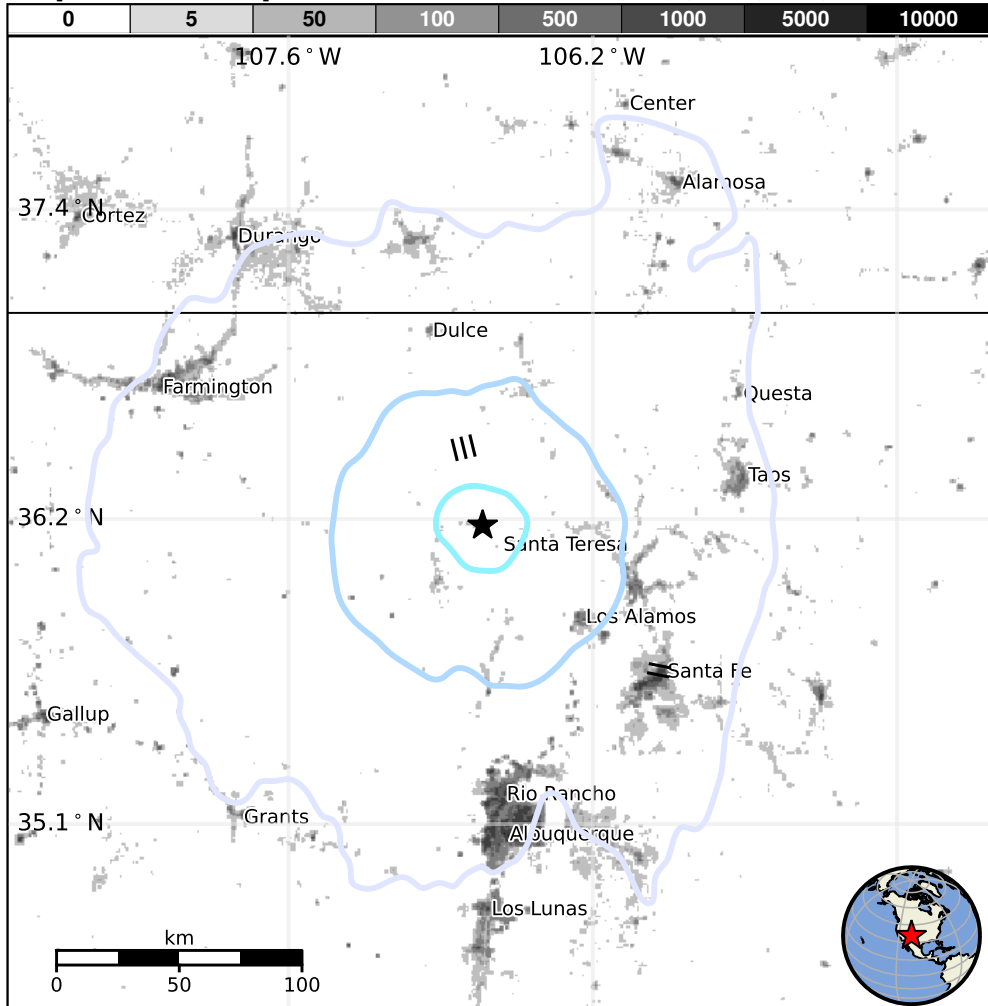 0 5 50 100 500 1000 5000 10000
107.6°W 106.2°W
Center
Alamosa
37.4°N
Cortez
Durango
Dulce
Farmington
Questa
Taos
III
36.2°N
Santa Teresa
Los Alamos
II
Santa Fe
Gallup
Rio Rancho
Grants
35.1°N
Albuquerque
Los Lunas
km
0 50 100